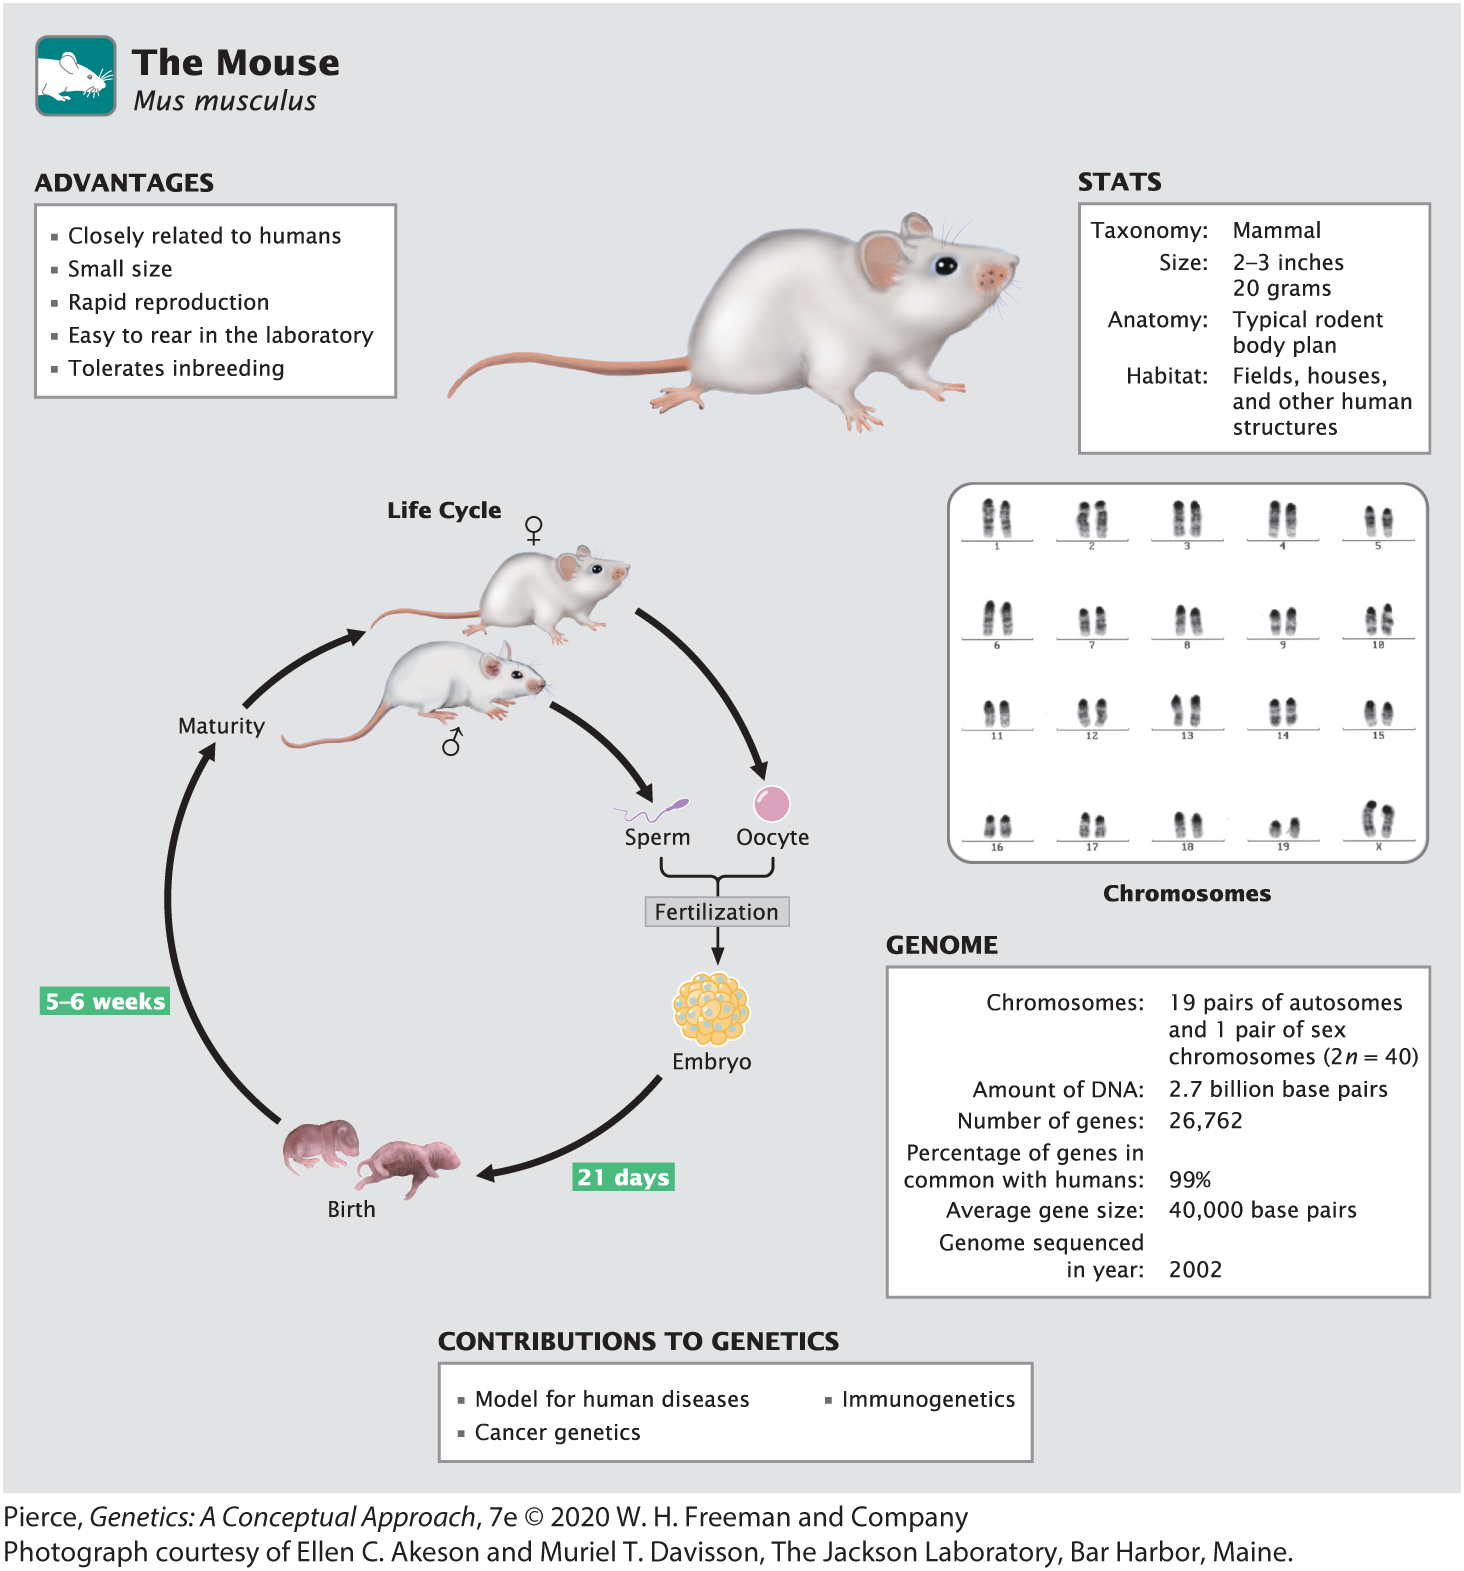 The Mouse
Mus musculus
ADVANTAGES
▪ Closely related to humans
▪ Small size
▪ Rapid reproduction
▪ Easy to rear in the laboratory
▪ Tolerates inbreeding
STATS
Taxonomy: Mammal
Size: 2–3 inches
20 grams
Anatomy: Typical rodent
body plan
Habitat: Fields, houses,
and other human
structures
Life Cycle
♀
♂
Maturity
Sperm
Oocyte
Fertilization
Embryo
21 days
Birth
5–6 weeks
1 2 3 4 5
6 7 8 9 10
11 12 13 14 15
16 17 18 19 X
Chromosomes
GENOME
Chromosomes: 19 pairs of autosomes
and 1 pair of sex
chromosomes (2n = 40)
Amount of DNA: 2.7 billion base pairs
Number of genes: 26,762
Percentage of genes in
common with humans: 99%
Average gene size: 40,000 base pairs
Genome sequenced
in year: 2002
CONTRIBUTIONS TO GENETICS
▪ Model for human diseases
▪ Cancer genetics
▪ Immunogenetics
Pierce, Genetics: A Conceptual Approach, 7e © 2020 W. H. Freeman and Company
Photograph courtesy of Ellen C. Akeson and Muriel T. Davisson, The Jackson Laboratory, Bar Harbor, Maine.